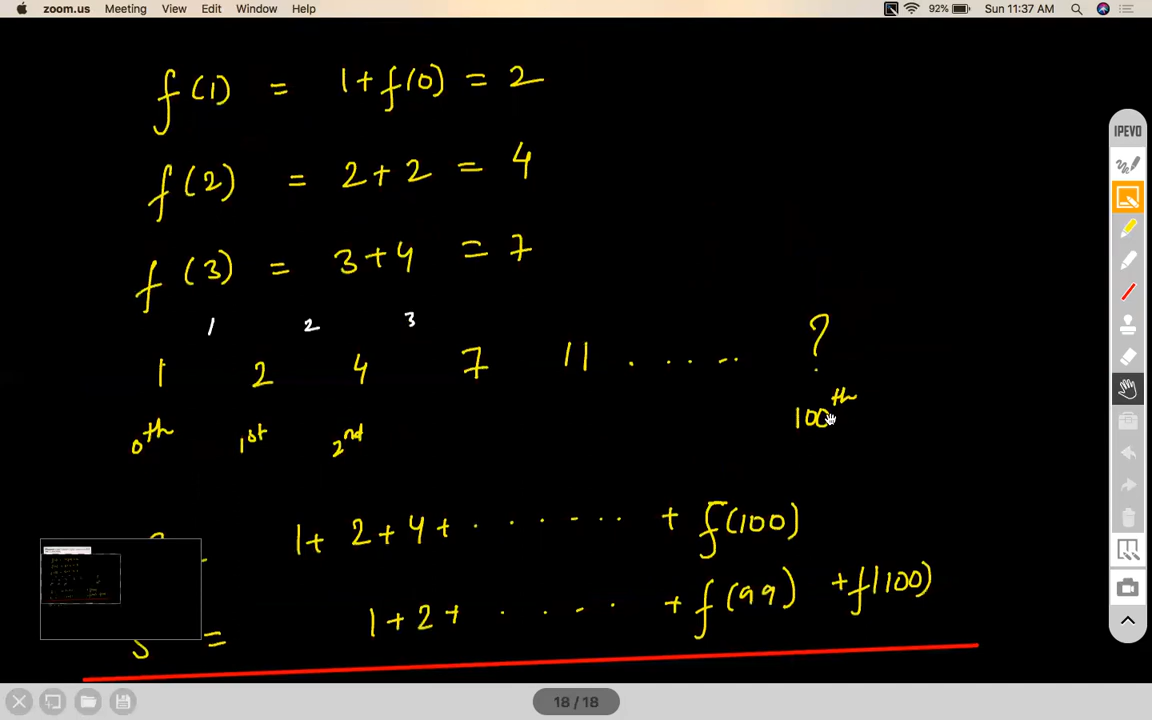 zoom.us Meeting View Edit Window Help 92% Sun 11:37 AM
IPEVO
f(1) = 1+f(0) = 2
f(2) = 2+2 = 4
f(3) = 3+4 = 7
1 2 3
1 2 4 7 11 ...... ?
0th 1st 2nd 100th
1+ 2+4+ ...... + f(100)
= 1+2+ ..... + f(99) +f(100)
18 / 18